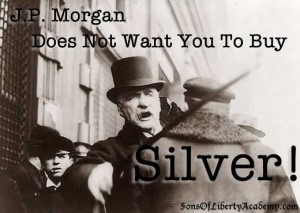 J.P. Morgan
Does Not Want You To Buy
Silver!
SonsOfLibertyAcademy.com